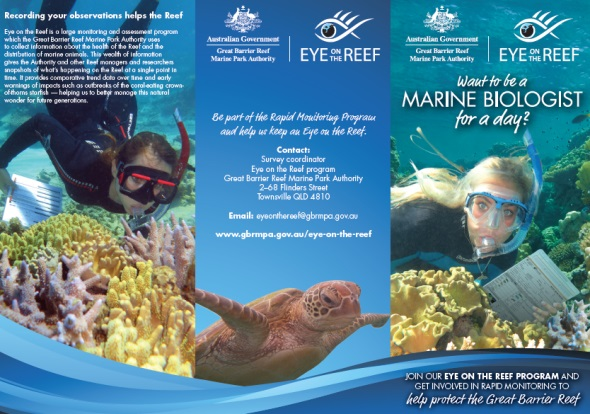 Recording your observations helps the Reef
Eye on the Reef is a large monitoring and assessment program
which the Great Barrier Reef Marine Park Authority uses
to collect information about the health of the Reef and the
distribution of marine animals. This wealth of information
gives the Authority and other Reef managers and researchers
snapshots of what's happening on the Reef at a single point in
time. It provides comparative trend data over time and early
warnings of impacts such as outbreaks of the coral-eating crown-
of-thorns starfish — helping us to better manage this natural
wonder for future generations.
Australian Government
Great Barrier Reef
Marine Park Authority
EYE ON THE REEF
Be part of the Rapid Monitoring Program
and help us keep an Eye on the Reef.
Contact:
Survey coordinator
Eye on the Reef program
Great Barrier Reef Marine Park Authority
2–68 Flinders Street
Townsville QLD 4810
Email: eyeonthereef@gbrmpa.gov.au
www.gbrmpa.gov.au/eye-on-the-reef
Australian Government
Great Barrier Reef
Marine Park Authority
EYE ON THE REEF
Want to be a
MARINE BIOLOGIST
for a day?
JOIN OUR EYE ON THE REEF PROGRAM AND
GET INVOLVED IN RAPID MONITORING TO
help protect the Great Barrier Reef